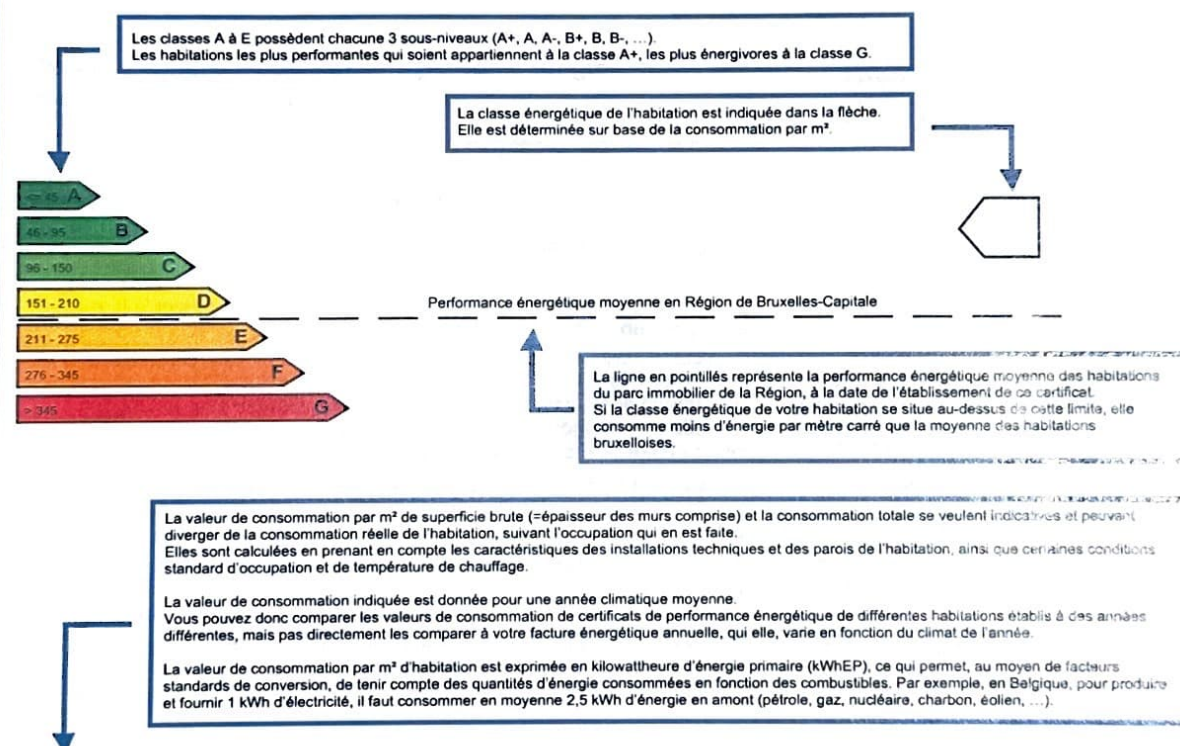 Les classes A à E possèdent chacune 3 sous-niveaux (A+, A, A-, B+, B, B-, ...).
Les habitations les plus performantes qui soient appartiennent à la classe A+, les plus énergivores à la classe G.
La classe énergétique de l'habitation est indiquée dans la flèche.
Elle est déterminée sur base de la consommation par m².
<= 45 A
46 - 95 B
96 - 150 C
151 - 210 D
Performance énergétique moyenne en Région de Bruxelles-Capitale
211 - 275 E
276 - 345 F
> 345 G
La ligne en pointillés représente la performance énergétique moyenne des habitations
du parc immobilier de la Région, à la date de l'établissement de ce certificat.
Si la classe énergétique de votre habitation se situe au-dessus de cette limite, elle
consomme moins d'énergie par mètre carré que la moyenne des habitations
bruxelloises.
La valeur de consommation par m² de superficie brute (=épaisseur des murs comprise) et la consommation totale se veulent indicatives et peuvent
diverger de la consommation réelle de l'habitation, suivant l'occupation qui en est faite.
Elles sont calculées en prenant en compte les caractéristiques des installations techniques et des parois de l'habitation, ainsi que certaines conditions
standard d'occupation et de température de chauffage.
La valeur de consommation indiquée est donnée pour une année climatique moyenne.
Vous pouvez donc comparer les valeurs de consommation de certificats de performance énergétique de différentes habitations établis à des années
différentes, mais pas directement les comparer à votre facture énergétique annuelle, qui elle, varie en fonction du climat de l'année.
La valeur de consommation par m² d'habitation est exprimée en kilowattheure d'énergie primaire (kWhEP), ce qui permet, au moyen de facteurs
standards de conversion, de tenir compte des quantités d'énergie consommées en fonction des combustibles. Par exemple, en Belgique, pour produire
et fournir 1 kWh d'électricité, il faut consommer en moyenne 2,5 kWh d'énergie en amont (pétrole, gaz, nucléaire, charbon, éolien, ...).